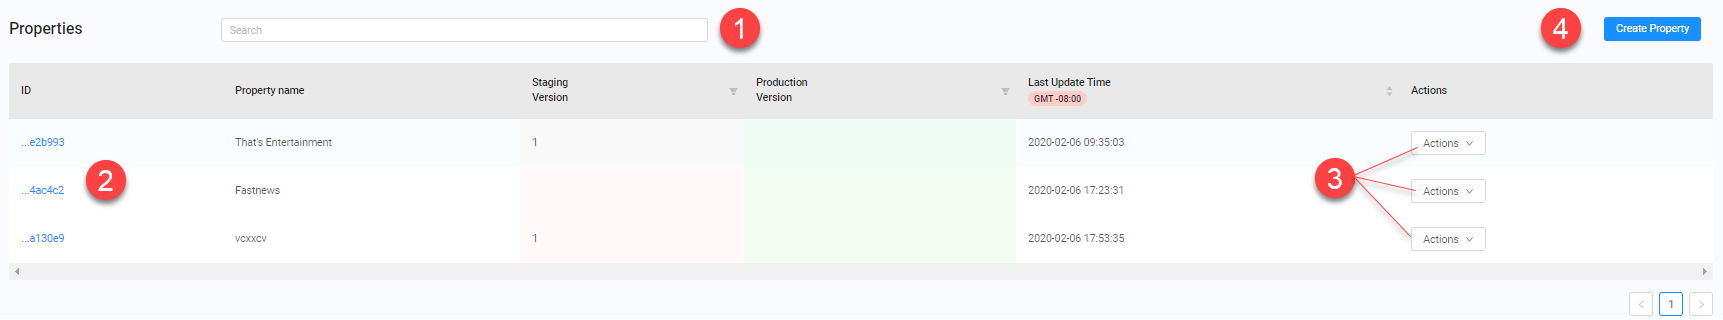 Properties
Search
1
4
Create Property
ID
Property name
Staging
Version
Production
Version
Last Update Time
GMT -08:00
Actions
...e2b993
That's Entertainment
1
2020-02-06 09:35:03
Actions
2
3
...4ac4c2
Fastnews
2020-02-06 17:23:31
Actions
...a130e9
vcxxcv
1
2020-02-06 17:53:35
Actions
1